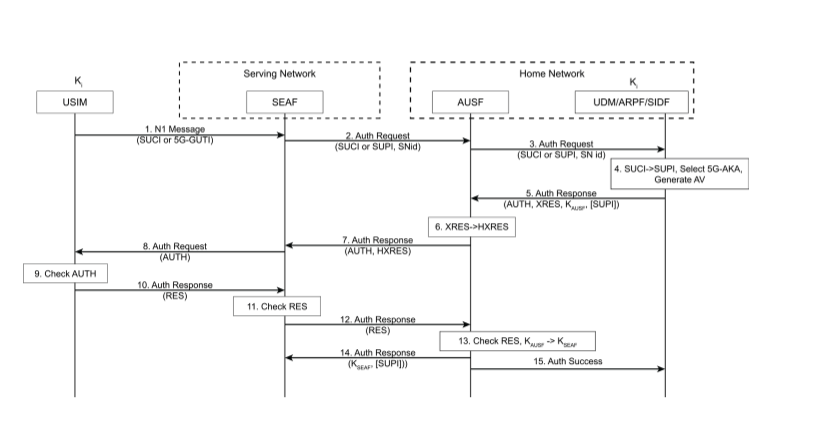 Serving Network
Home Network
Ki
Ki
USIM
SEAF
AUSF
UDM/ARPF/SIDF
1. N1 Message
(SUCI or 5G-GUTI)
2. Auth Request
(SUCI or SUPI, SNid)
3. Auth Request
(SUCI or SUPI, SN id)
4. SUCI->SUPI, Select 5G-AKA,
Generate AV
5. Auth Response
(AUTH, XRES, KAUSF, [SUPI])
6. XRES->HXRES
7. Auth Response
(AUTH, HXRES)
8. Auth Request
(AUTH)
9. Check AUTH
10. Auth Response
(RES)
11. Check RES
12. Auth Response
(RES)
13. Check RES, KAUSF -> KSEAF
14. Auth Response
(KSEAF, [SUPI]))
15. Auth Success